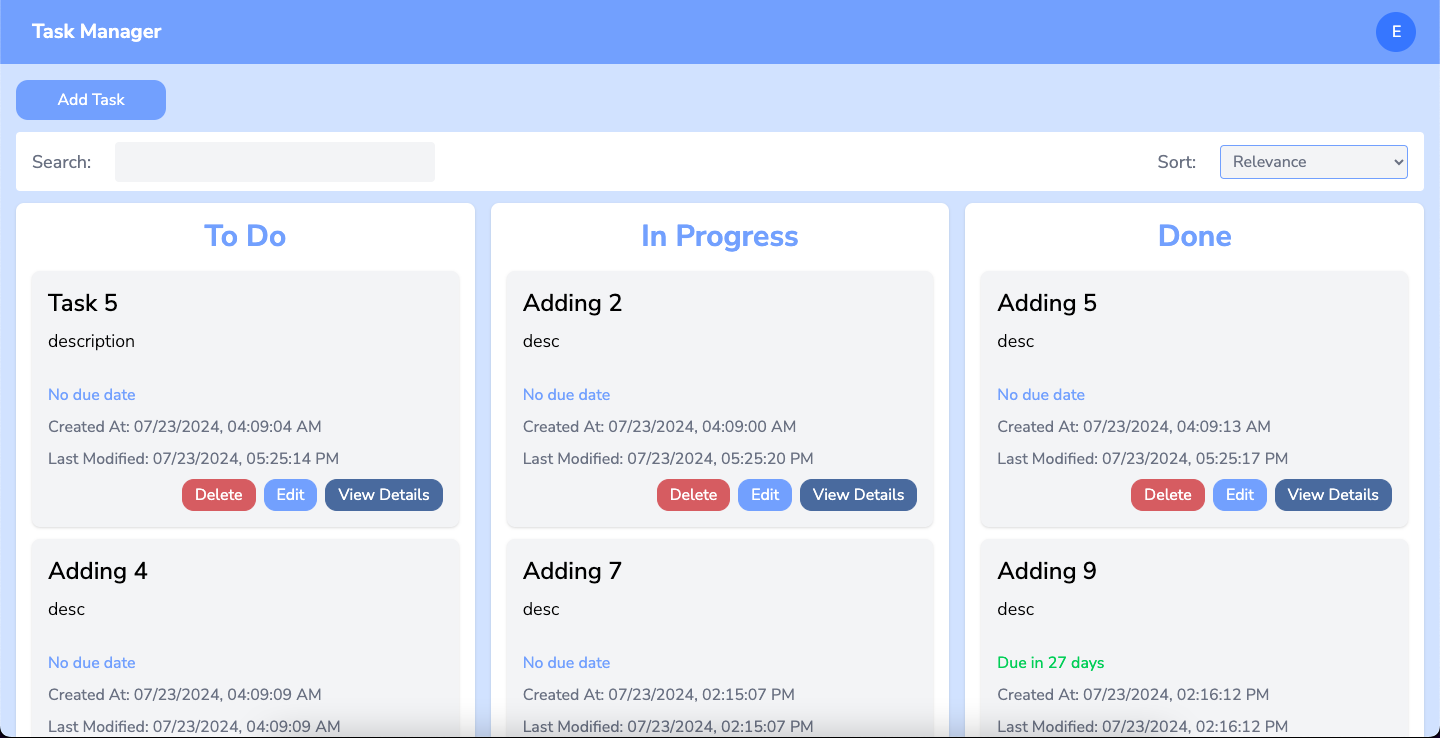 Task Manager
E
Add Task
Search:
Sort:
Relevance
To Do
Task 5
description
No due date
Created At: 07/23/2024, 04:09:04 AM
Last Modified: 07/23/2024, 05:25:14 PM
Delete
Edit
View Details
Adding 4
desc
No due date
Created At: 07/23/2024, 04:09:09 AM
Last Modified: 07/23/2024, 04:09:09 AM
In Progress
Adding 2
desc
No due date
Created At: 07/23/2024, 04:09:00 AM
Last Modified: 07/23/2024, 05:25:20 PM
Delete
Edit
View Details
Adding 7
desc
No due date
Created At: 07/23/2024, 02:15:07 PM
Last Modified: 07/23/2024, 02:15:07 PM
Done
Adding 5
desc
No due date
Created At: 07/23/2024, 04:09:13 AM
Last Modified: 07/23/2024, 05:25:17 PM
Delete
Edit
View Details
Adding 9
desc
Due in 27 days
Created At: 07/23/2024, 02:16:12 PM
Last Modified: 07/23/2024, 02:16:12 PM